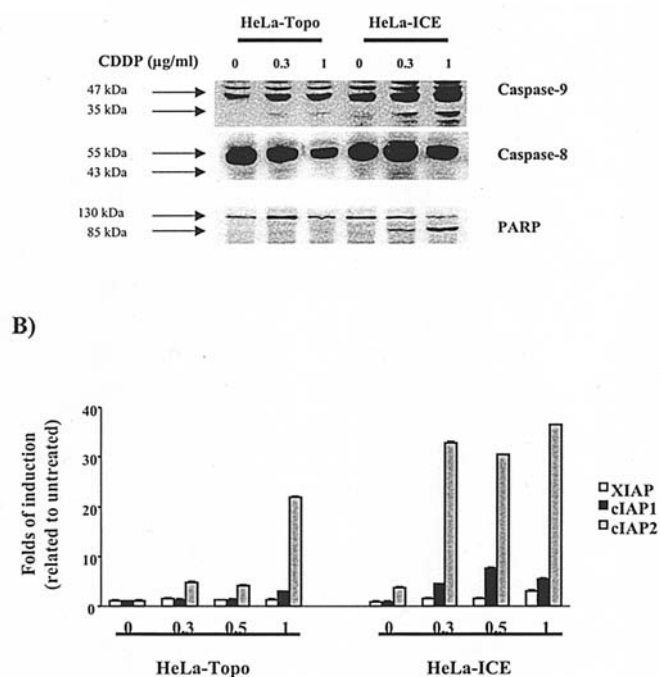 HeLa-Topo HeLa-ICE
CDDP (µg/ml) 0 0.3 1 0 0.3 1
47 kDa Caspase-9
35 kDa
55 kDa Caspase-8
43 kDa
130 kDa
85 kDa PARP
B)
Folds of induction
(related to untreated)
40
30
20
10
0
XIAP
cIAP1
cIAP2
0 0.3 0.5 1 0 0.3 0.5 1
HeLa-Topo HeLa-ICE